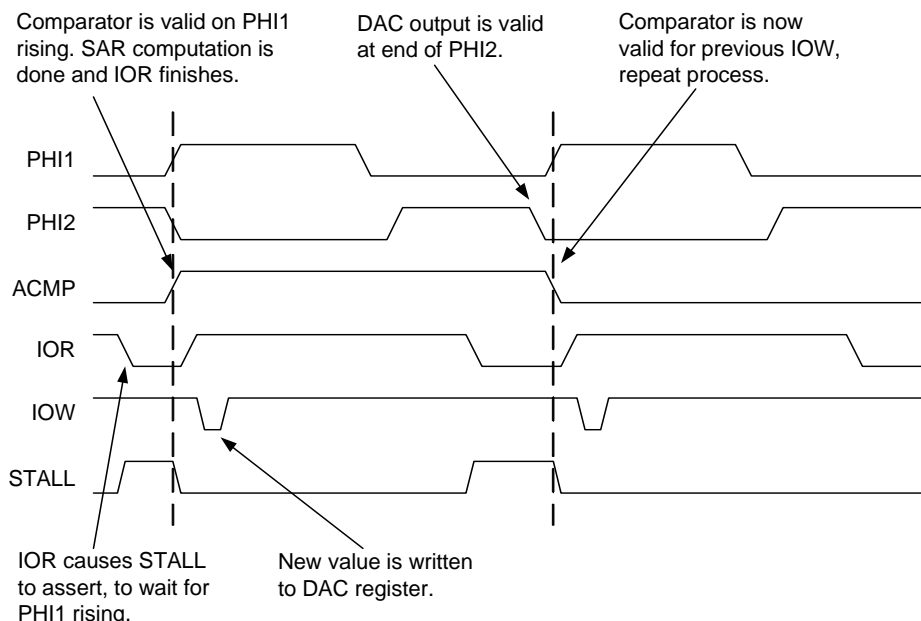 Comparator is valid on PHI1
rising. SAR computation is
done and IOR finishes.
DAC output is valid
at end of PHI2.
Comparator is now
valid for previous IOW,
repeat process.
PHI1
PHI2
ACMP
IOR
IOW
STALL
IOR causes STALL
to assert, to wait for
PHI1 rising.
New value is written
to DAC register.